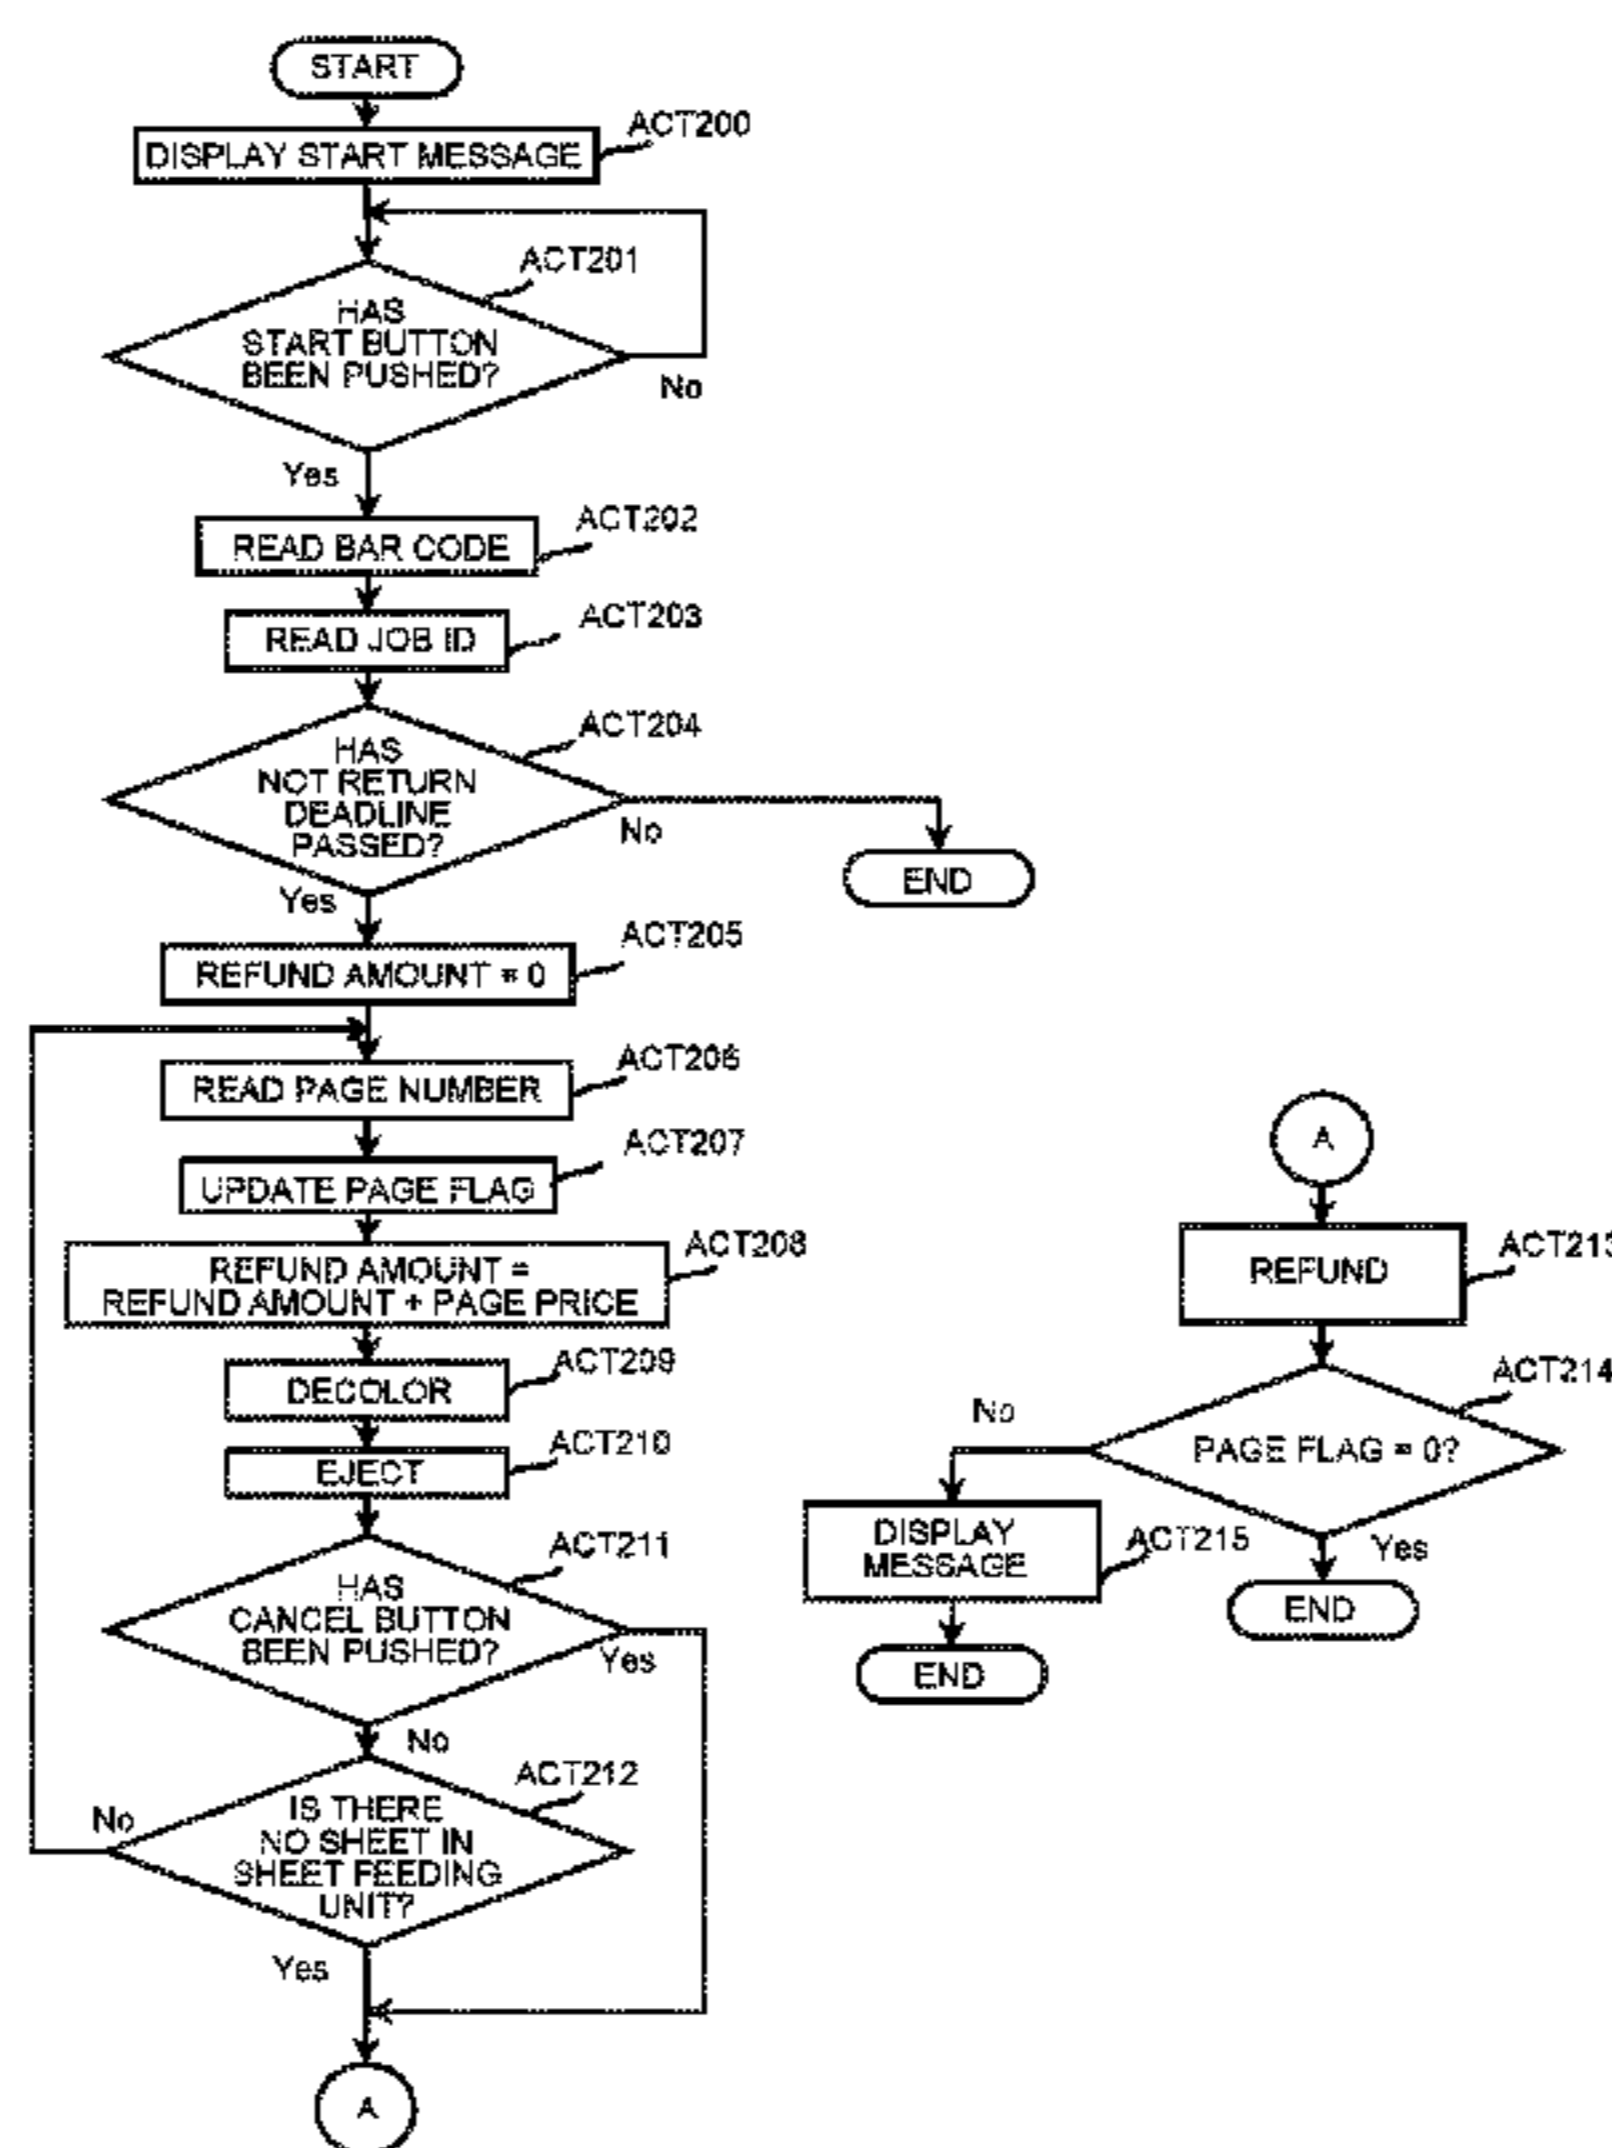 START
DISPLAY START MESSAGE
ACT200
ACT201
HAS
START BUTTON
BEEN PUSHED?
No
Yes
READ BAR CODE
ACT202
READ JOB ID
ACT203
ACT204
HAS
NOT RETURN
DEADLINE
PASSED?
No
END
Yes
REFUND AMOUNT = 0
ACT205
READ PAGE NUMBER
ACT206
UPDATE PAGE FLAG
ACT207
REFUND AMOUNT =
REFUND AMOUNT + PAGE PRICE
ACT208
DECOLOR
ACT209
EJECT
ACT210
ACT211
HAS
CANCEL BUTTON
BEEN PUSHED?
Yes
No
ACT212
IS THERE
NO SHEET IN
SHEET FEEDING
UNIT?
No
Yes
A
A
REFUND
ACT213
ACT214
PAGE FLAG = 0?
No
Yes
DISPLAY
MESSAGE
ACT215
END
END